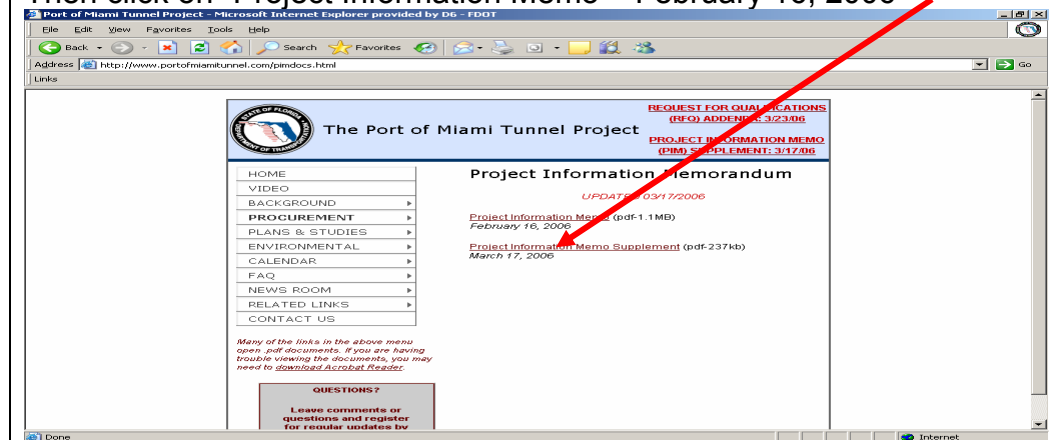 Then click on "Project Information Memo – February 16, 2006"
Port of Miami Tunnel Project - Microsoft Internet Explorer provided by D6 - FDOT
File Edit View Favorites Tools Help
Back Search Favorites
Address http://www.portofmiamitunnel.com/pimdocs.html Go
Links
STATE OF FLORIDA
DEPARTMENT OF TRANSPORTATION
The Port of Miami Tunnel Project
REQUEST FOR QUALIFICATIONS
(RFQ) ADDENDA: 3/23/06
PROJECT INFORMATION MEMO
(PIM) SUPPLEMENT: 3/17/06
HOME
VIDEO
BACKGROUND
PROCUREMENT
PLANS & STUDIES
ENVIRONMENTAL
CALENDAR
FAQ
NEWS ROOM
RELATED LINKS
CONTACT US
Project Information Memorandum
UPDATED 03/17/2006
Project Information Memo (pdf-1.1MB)
February 16, 2006
Project Information Memo Supplement (pdf-237kb)
March 17, 2006
Many of the links in the above menu
open .pdf documents. If you are having
trouble viewing the documents, you may
need to download Acrobat Reader.
QUESTIONS?
Leave comments or
questions and register
for regular updates by
Done
Internet